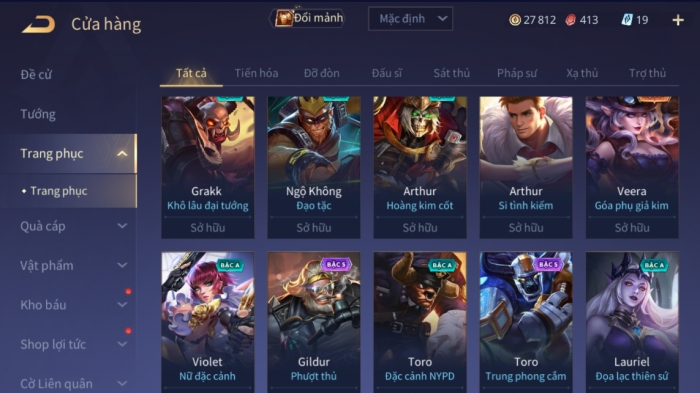 Cửa hàng
Đổi mảnh
Mặc định
27 812
413
19
Đề cử
Tướng
Trang phục
• Trang phục
Quà cáp
Vật phẩm
Kho báu
Shop lợi tức
Cờ Liên quân
Tất cả Tiến hóa Đỡ đòn Đấu sĩ Sát thủ Pháp sư Xạ thủ Trợ thủ
Grakk
Khô lâu đại tướng
Sở hữu
Ngộ Không
Đạo tặc
Sở hữu
Arthur
Hoàng kim cốt
Sở hữu
Arthur
Si tình kiếm
Sở hữu
Veera
Góa phụ giả kim
Sở hữu
BẬC A
Violet
Nữ đặc cảnh
BẬC S
Gildur
Phượt thủ
BẬC A
Toro
Đặc cảnh NYPD
BẬC S
Toro
Trung phong cắm
BẬC A
Lauriel
Đọa lạc thiên sứ